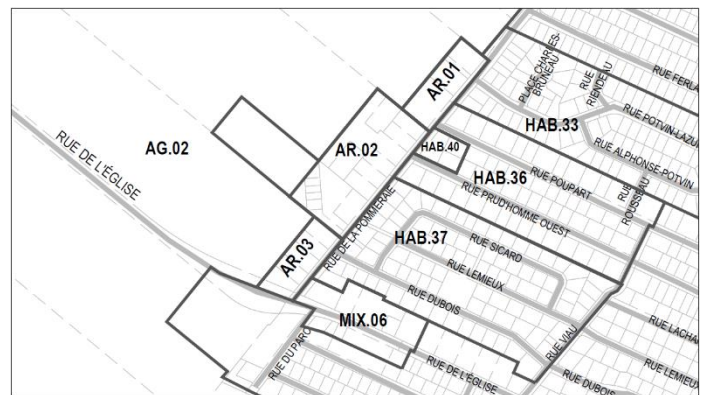 AR.01
PLACE CHARLES-
BRUNEAU
RUE
RIENDEAU
RUE FERLA
RUE POTVIN-LAZU
HAB.33
RUE ALPHONSE-POTVIN
AG.02
AR.02
HAB.40
HAB.36
RUE POUPART
RUE
ROUSSEAU
RUE DE L'ÉGLISE
RUE PRUD'HOMME OUEST
RUE DE LA POMMERAIE
HAB.37
RUE SICARD
AR.03
RUE LEMIEUX
RUE DUBOIS
MIX.06
RUE VIAU
RUE LACHA
RUE DU PARC
RUE DE L'ÉGLISE
RUE LEMIEUX
RUE DUBOIS